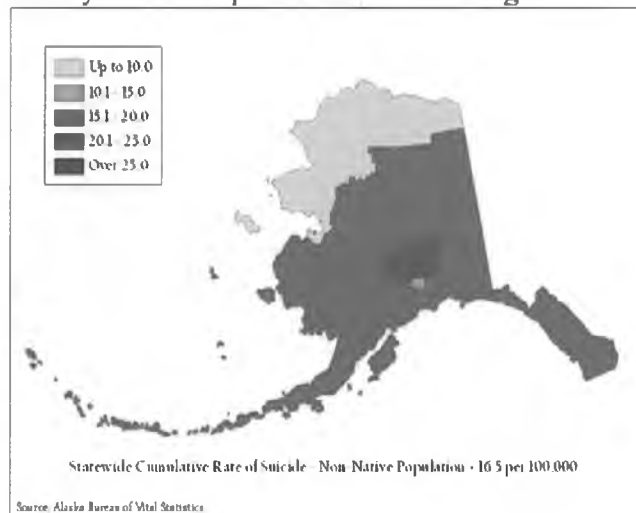 Up to 10.0
10.1 - 15.0
15.1 - 20.0
20.1 - 25.0
Over 25.0
Statewide Cumulative Rate of Suicide - Non-Native Population - 16.5 per 100,000
Source: Alaska Bureau of Vital Statistics